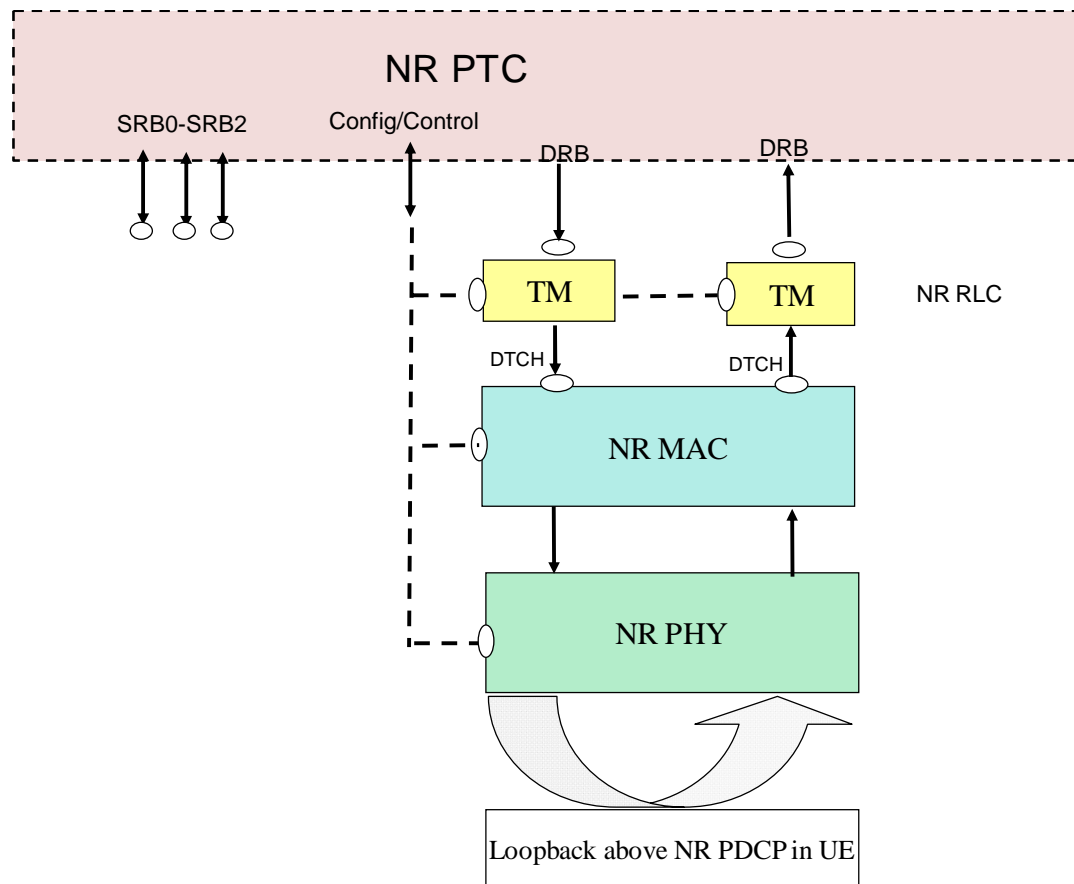 NR PTC
SRB0-SRB2
Config/Control
DRB
DRB
TM
TM
NR RLC
DTCH
DTCH
NR MAC
NR PHY
Loopback above NR PDCP in UE